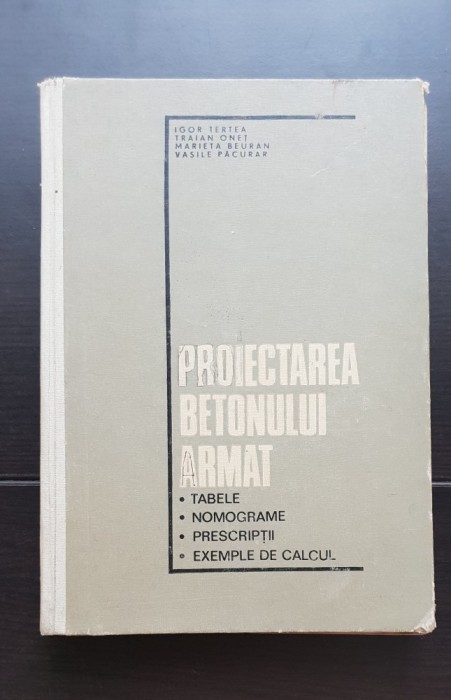 IGOR TERTEA
TRAIAN ONEȚ
MARIETA BEURAN
VASILE PĂCURAR
PROIECTAREA
BETONULUI
ARMAT
• TABELE
• NOMOGRAME
• PRESCRIPȚII
• EXEMPLE DE CALCUL